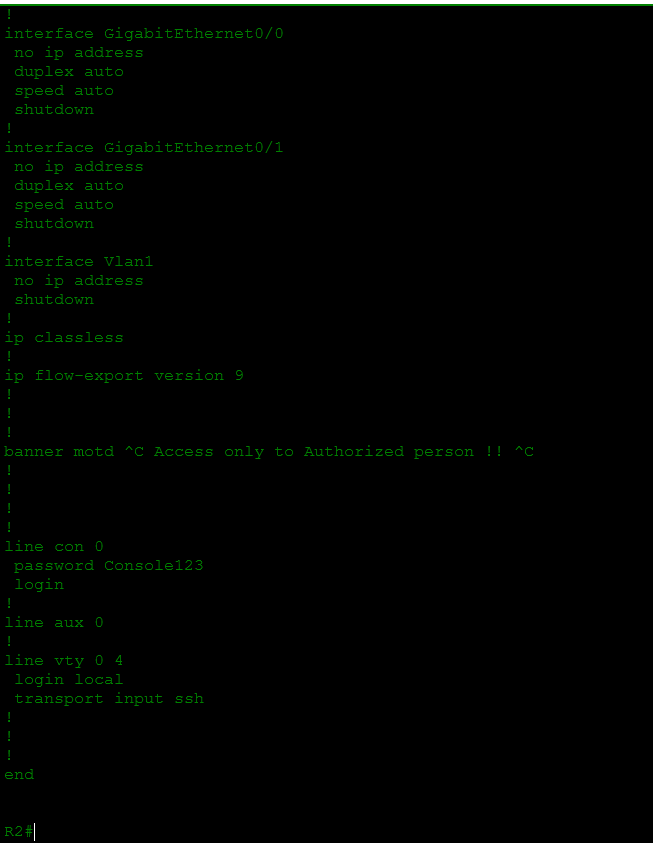 !
interface GigabitEthernet0/0
 no ip address
 duplex auto
 speed auto
 shutdown
!
interface GigabitEthernet0/1
 no ip address
 duplex auto
 speed auto
 shutdown
!
interface Vlan1
 no ip address
 shutdown
!
ip classless
!
ip flow-export version 9
!
!
!
banner motd ^C Access only to Authorized person !! ^C
!
!
!
!
line con 0
 password Console123
 login
!
line aux 0
!
line vty 0 4
 login local
 transport input ssh
!
!
!
end
R2#